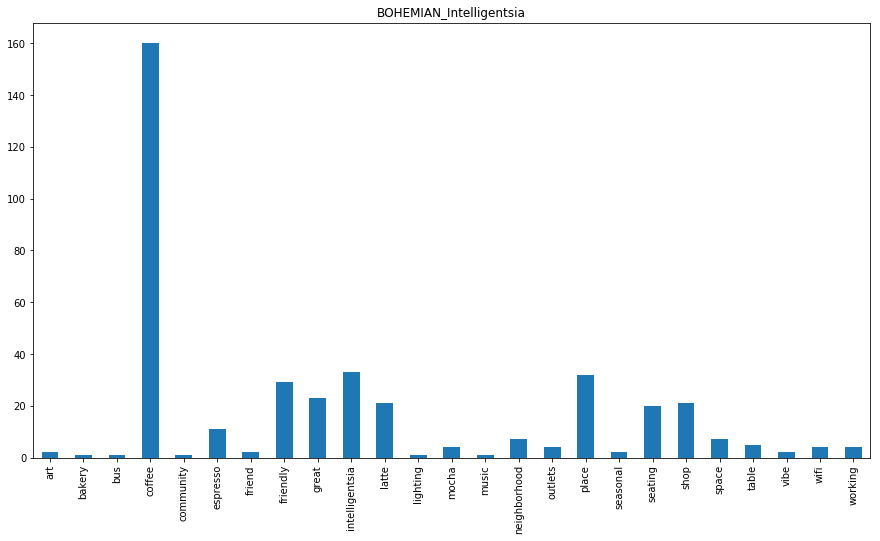 BOHEMIAN_Intelligentsia
160
140
120
100
80
60
40
20
0
art
bakery
bus
coffee
community
espresso
friend
friendly
great
intelligentsia
latte
lighting
mocha
music
neighborhood
outlets
place
seasonal
seating
shop
space
table
vibe
wifi
working